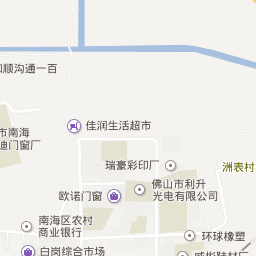 和顺沟通一百
佳润生活超市
市南海
迪门窗厂
瑞豪彩印厂
洲表村
佛山市利升
光电有限公司
欧诺门窗
南海区农村
商业银行
环球橡塑
白岗综合市场